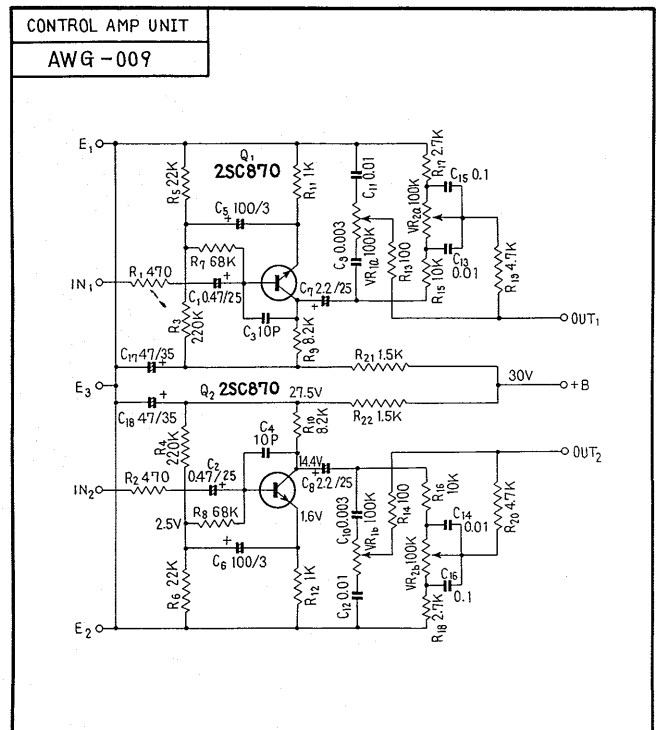 CONTROL AMP UNIT
AWG-009
E₁
Q₁
2SC870
R₅ 22K
R₁₁ 1K
C₁₁ 0.01
R₁₇ 2.7K
C₁₅ 0.1
C₅ 100/3
+
VR2a 100K
R₇ 68K
C₉ 0.003
VR1a 100K
R₁₃ 100
C₁₃
0.01
R₁₉ 4.7K
IN₁
R₁ 470
+
C₁ 0.47/25
C₇ 2.2/25
+
R₁₅ 10K
R₃
220K
C₃ 10P
R₉ 8.2K
OUT₁
C₁₇ 47/35
+
R₂₁ 1.5K
E₃
Q₂ 2SC870
27.5V
30V
+B
+
C₁₈ 47/35
R₂₂ 1.5K
R₄
220K
C₄
10P
R₁₀
8.2K
OUT₂
C₂
0.47/25
+
14.4V
+
C₈ 2.2/25
R₁₄ 100
R₁₆
10K
IN₂
R₂ 470
R₈ 68K
C₁₀ 0.003
VR1b 100K
C₁₄
0.01
R₂₀ 4.7K
2.5V
1.6V
+
C₆ 100/3
VR2b 100K
C₁₆
0.1
R₆ 22K
R₁₂ 1K
C₁₂ 0.01
R₁₈ 2.7K
E₂